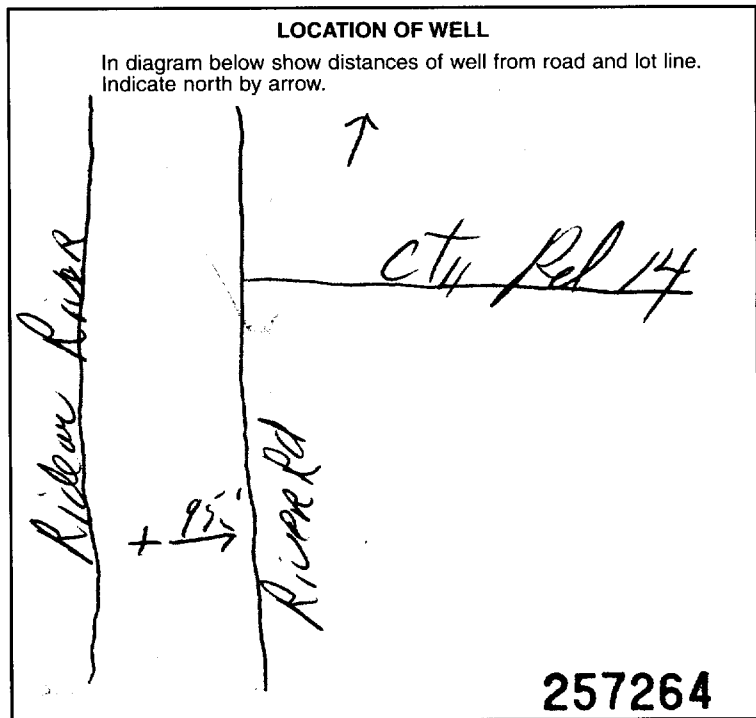 LOCATION OF WELL
In diagram below show distances of well from road and lot line.
Indicate north by arrow.
CTY Rd 14
Rideau River
95'
River Rd
257264